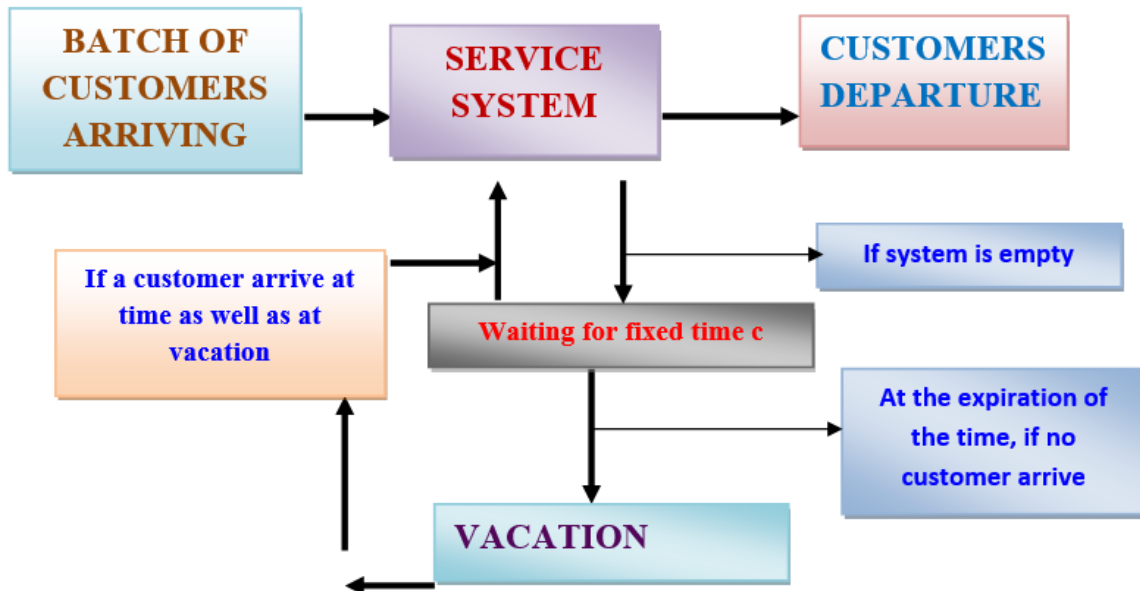 BATCH OF
CUSTOMERS
ARRIVING
SERVICE
SYSTEM
CUSTOMERS
DEPARTURE
If a customer arrive at
time as well as at
vacation
If system is empty
Waiting for fixed time c
At the expiration of
the time, if no
customer arrive
VACATION